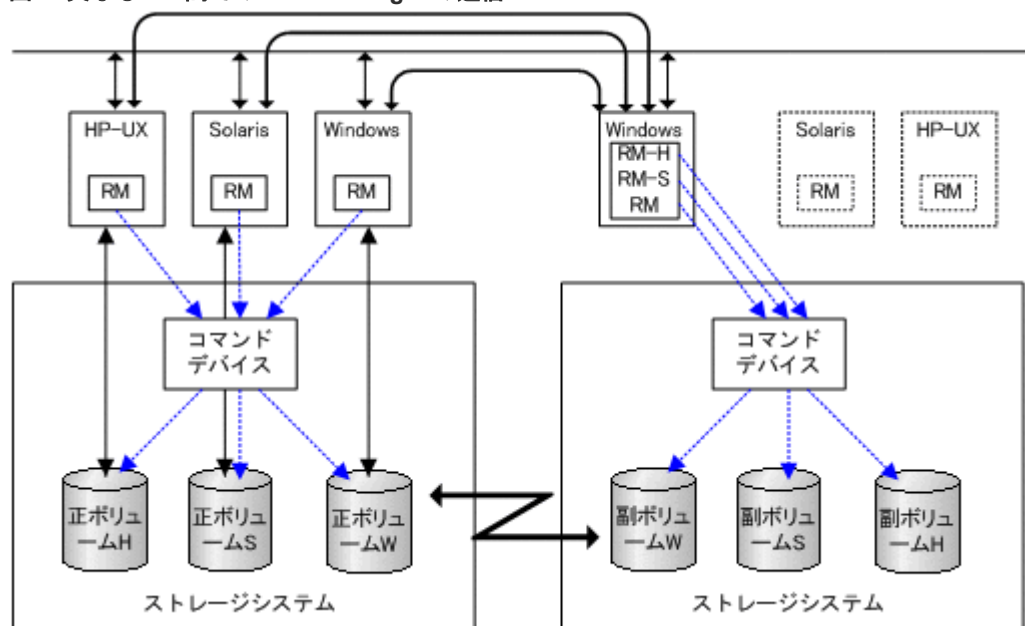 HP-UX
RM
Solaris
RM
Windows
RM
Windows
RM-H
RM-S
RM
Solaris
RM
HP-UX
RM
コマンド
デバイス
コマンド
デバイス
正ボリュ
ームH
正ボリュ
ームS
正ボリュ
ームW
副ボリュ
ームW
副ボリュ
ームS
副ボリュ
ームH
ストレージシステム
ストレージシステム